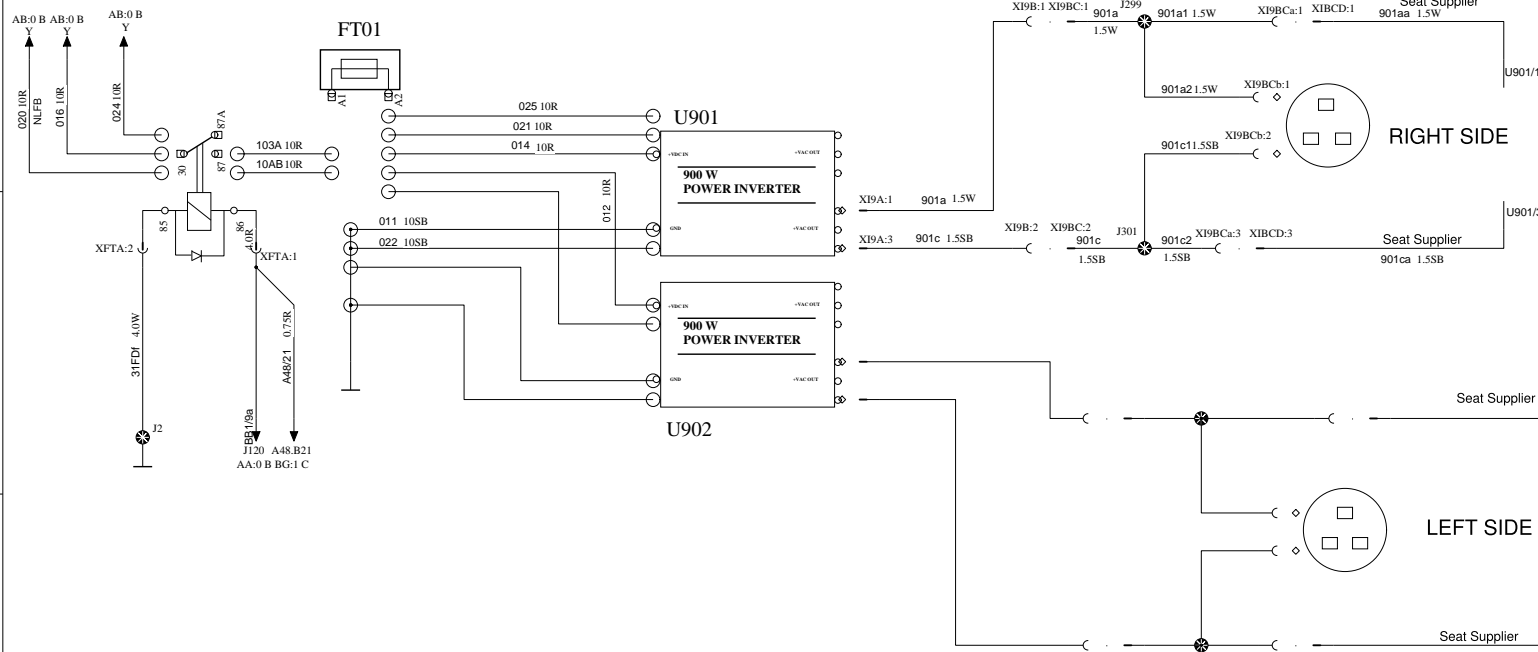 AB:0 B AB:0 B
Y Y
AB:0 B
Y
020 10R
NLFB
016 10R
024 10R
87A
87
30
85
86
103A 10R
10AB 10R
XFTA:2
4.0R
XFTA:1
31FDf 4.0W
J2
BB1/9a
A48/21 0.75R
J120 A48.B21
AA:0 B BG:1 C
FT01
A1
A2
025 10R
021 10R
014 10R
012 10R
011 10SB
022 10SB
U901
+VDC IN
+VAC OUT
900 W
POWER INVERTER
GND
+VAC OUT
+VDC IN
+VAC OUT
900 W
POWER INVERTER
GND
+VAC OUT
U902
XI9A:1 901a 1.5W
XI9A:3 901c 1.5SB
XI9B:1 XI9BC:1
901a
1.5W
J299
901a1 1.5W
XI9BCa:1 XIBCD:1
Seat Supplier
901aa 1.5W
U901/1
901a2 1.5W
XI9BCb:1
XI9BCb:2
901c1 1.5SB
RIGHT SIDE
XI9B:2 XI9BC:2
901c
1.5SB
J301
901c2
1.5SB
XI9BCa:3 XIBCD:3
Seat Supplier
901ca 1.5SB
Seat Supplier
LEFT SIDE
Seat Supplier